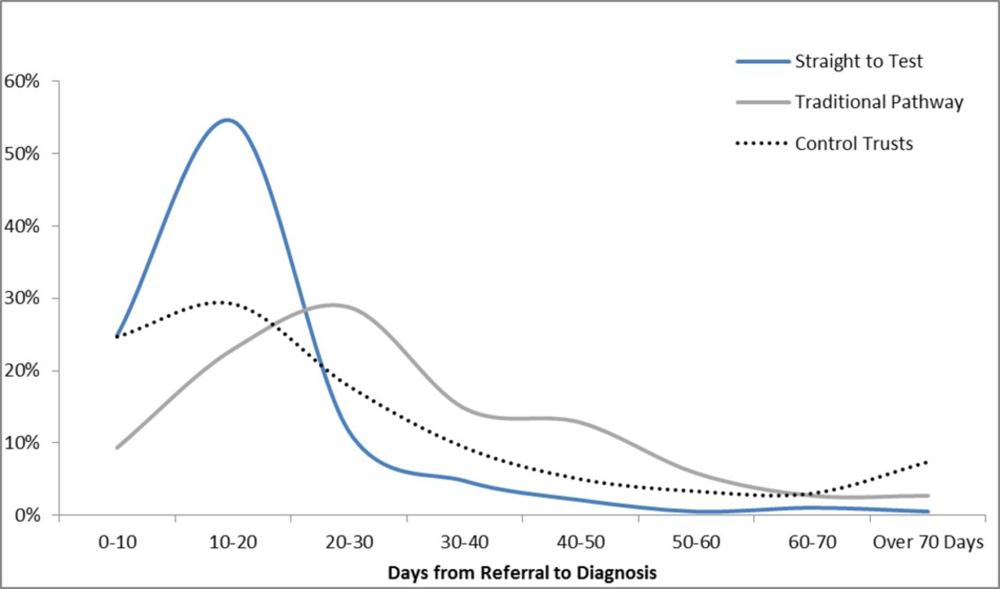 Straight to Test
Traditional Pathway
Control Trusts
60%
50%
40%
30%
20%
10%
0%
0-10 10-20 20-30 30-40 40-50 50-60 60-70 Over 70 Days
Days from Referral to Diagnosis